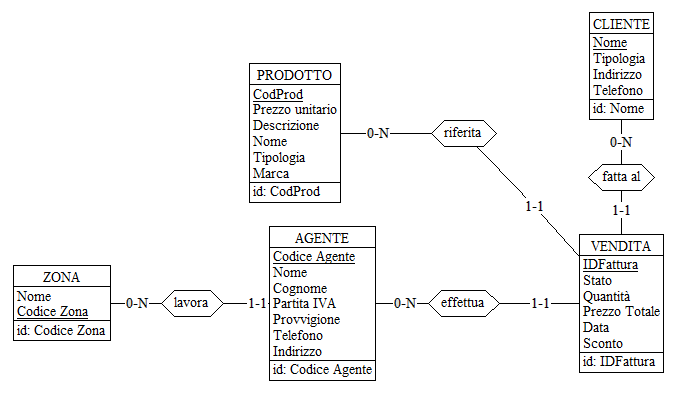 CLIENTE
Nome
Tipologia
Indirizzo
Telefono
id: Nome
PRODOTTO
CodProd
Prezzo unitario
Descrizione
Nome
Tipologia
Marca
id: CodProd
0-N
riferita
1-1
0-N
fatta al
1-1
ZONA
Nome
Codice Zona
id: Codice Zona
0-N
lavora
1-1
AGENTE
Codice Agente
Nome
Cognome
Partita IVA
Provvigione
Telefono
Indirizzo
id: Codice Agente
0-N
effettua
1-1
VENDITA
IDFattura
Stato
Quantità
Prezzo Totale
Data
Sconto
id: IDFattura